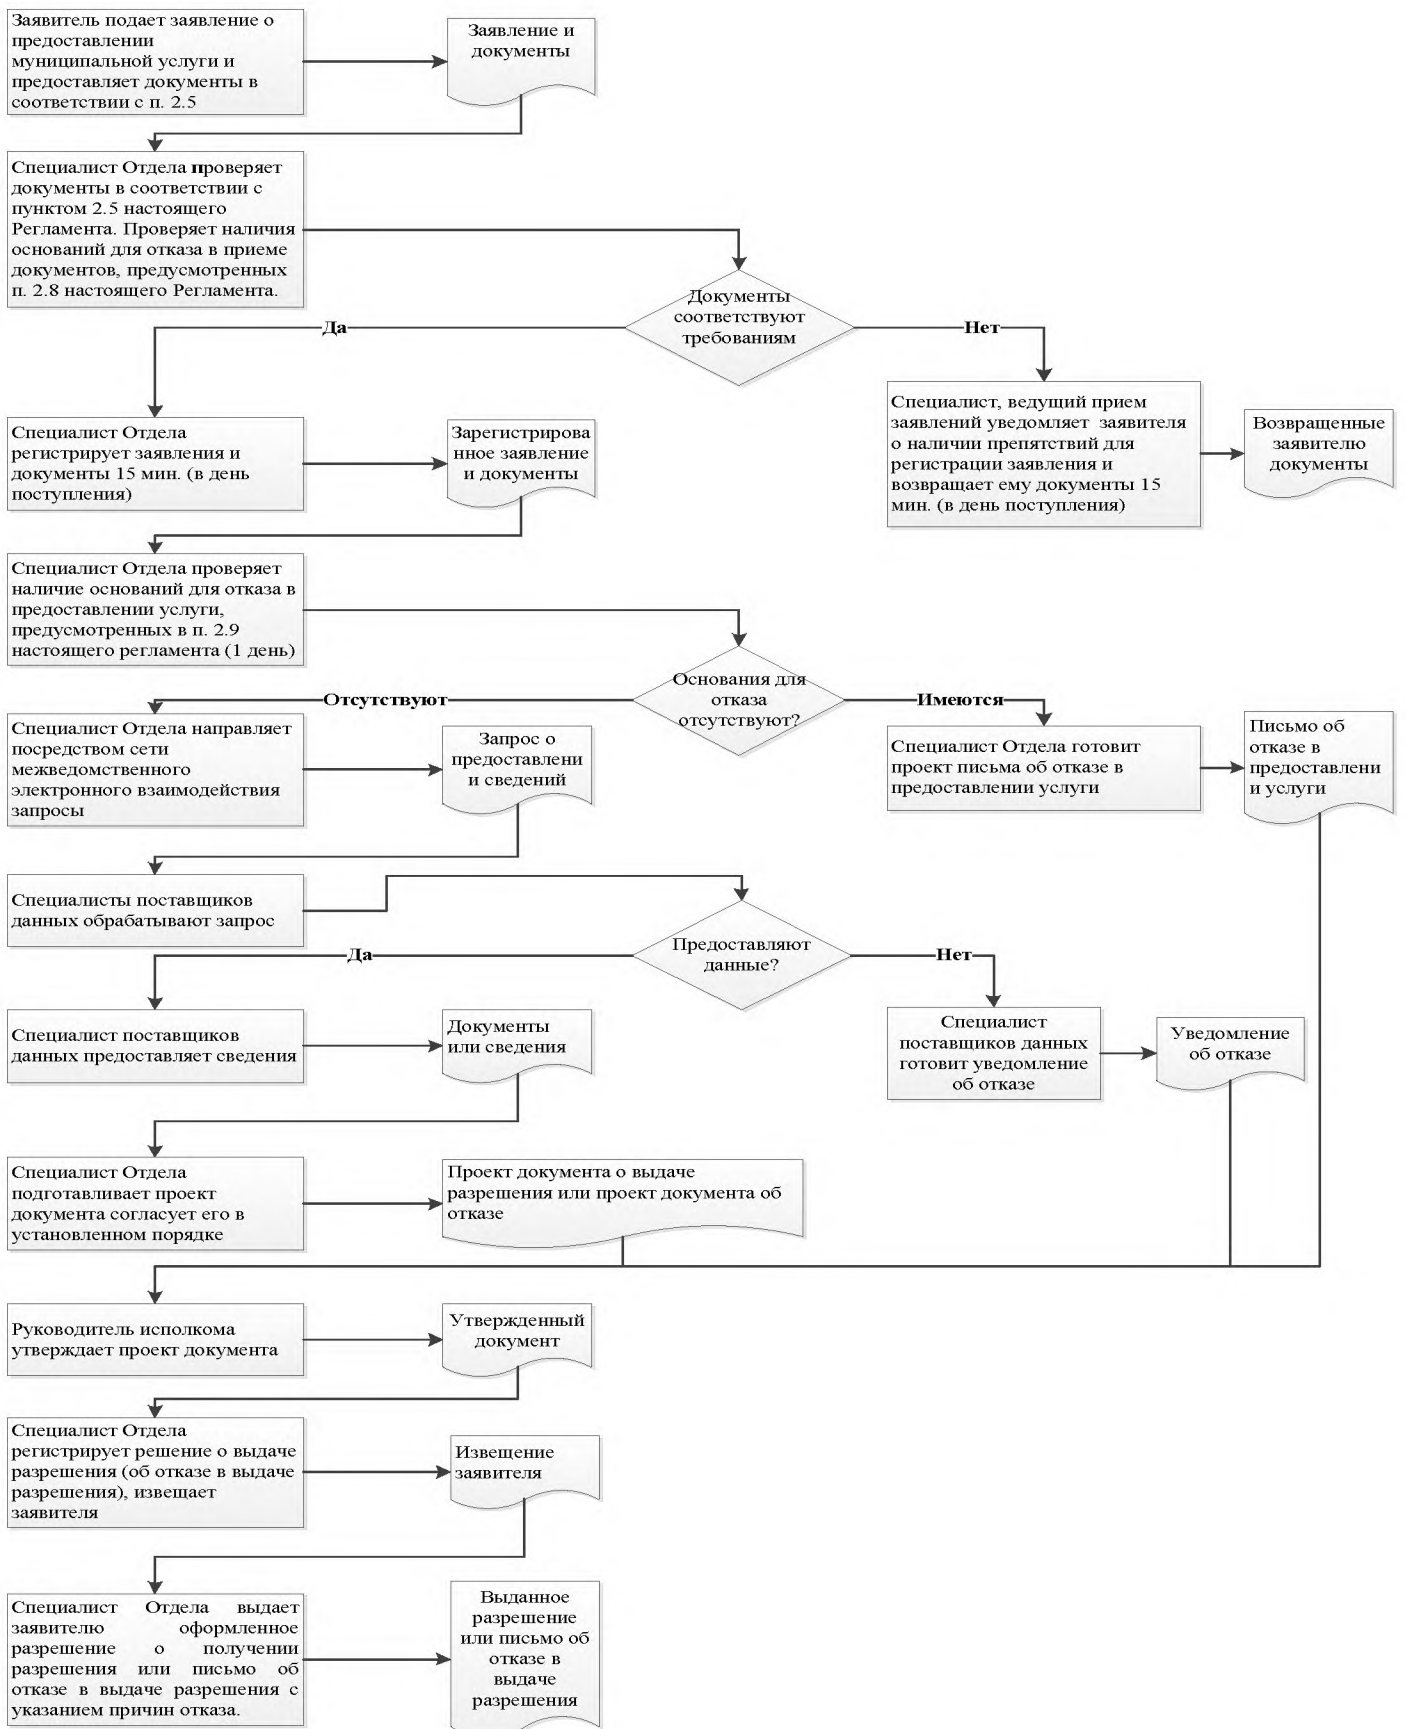 Заявитель подает заявление о
предоставлении
муниципальной услуги и
предоставляет документы в
соответствии с п. 2.5
Заявление и
документы
Специалист Отдела проверяет
документы в соответствии с
пунктом 2.5 настоящего
Регламента. Проверяет наличия
оснований для отказа в приеме
документов, предусмотренных
п. 2.8 настоящего Регламента.
Документы
соответствуют
требованиям
Да
Нет
Специалист Отдела
регистрирует заявления и
документы 15 мин. (в день
поступления)
Зарегистрирова
нное заявление
и документы
Специалист, ведущий прием
заявлений уведомляет заявителя
о наличии препятствий для
регистрации заявления и
возвращает ему документы 15
мин. (в день поступления)
Возвращенные
заявителю
документы
Специалист Отдела проверяет
наличие оснований для отказа в
предоставлении услуги,
предусмотренных в п. 2.9
настоящего регламента (1 день)
Основания для
отказа
отсутствуют?
Отсутствуют
Имеются
Специалист Отдела направляет
посредством сети
межведомственного
электронного взаимодействия
запросы
Запрос о
предоставлени
и сведений
Специалист Отдела готовит
проект письма об отказе в
предоставлении услуги
Письмо об
отказе в
предоставлени
и услуги
Специалисты поставщиков
данных обрабатывают запрос
Предоставляют
данные?
Да
Нет
Специалист поставщиков
данных предоставляет сведения
Документы
или сведения
Специалист
поставщиков данных
готовит уведомление
об отказе
Уведомление
об отказе
Специалист Отдела
подготавливает проект
документа согласует его в
установленном порядке
Проект документа о выдаче
разрешения или проект документа об
отказе
Руководитель исполкома
утверждает проект документа
Утвержденный
документ
Специалист Отдела
регистрирует решение о выдаче
разрешения (об отказе в выдаче
разрешения), извещает
заявителя
Извещение
заявителя
Специалист Отдела выдает
заявителю оформленное
разрешение о получении
разрешения или письмо об
отказе в выдаче разрешения с
указанием причин отказа.
Выданное
разрешение
или письмо об
отказе в
выдаче
разрешения